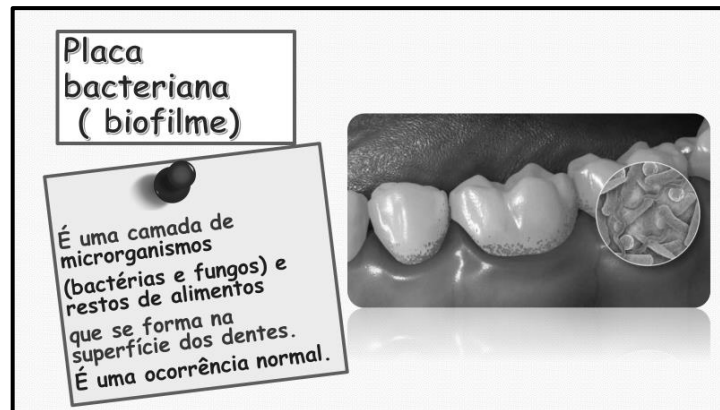 Placa
bacteriana
( biofilme)
É uma camada de
microrganismos
(bactérias e fungos) e
restos de alimentos
que se forma na
superfície dos dentes.
É uma ocorrência normal.